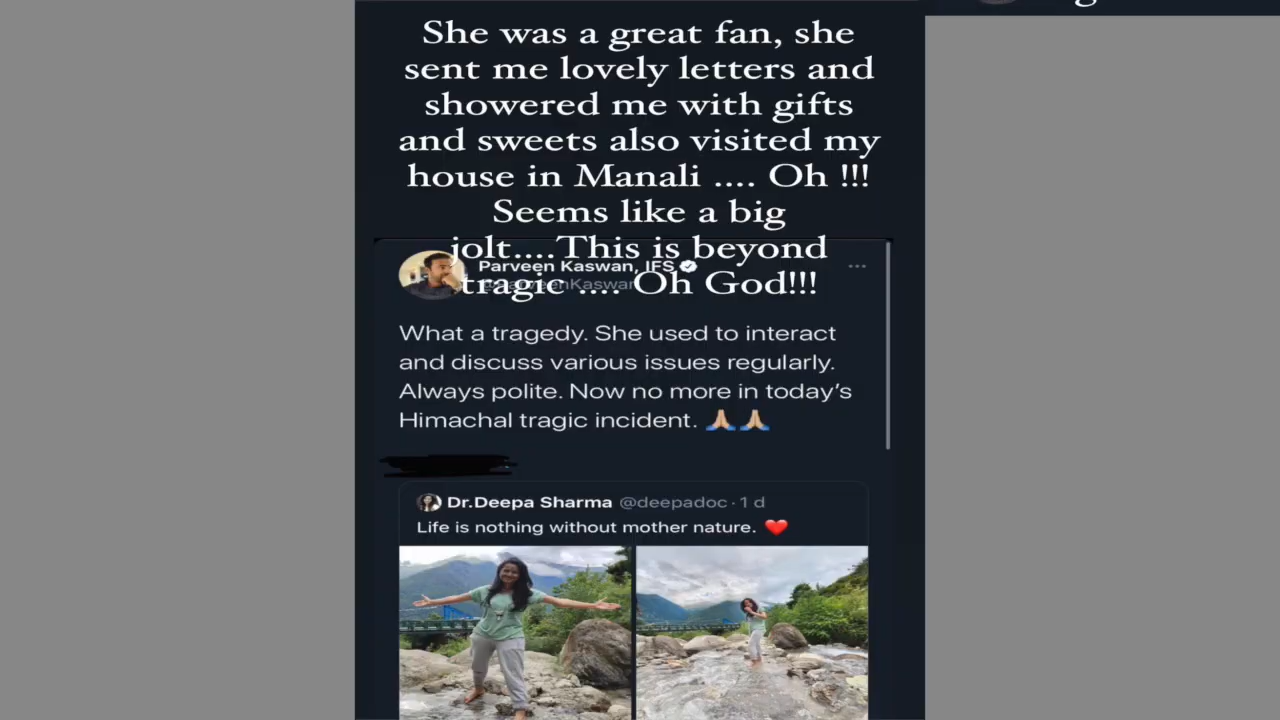 She was a great fan, she
sent me lovely letters and
showered me with gifts
and sweets also visited my
house in Manali .... Oh !!!
Seems like a big
jolt....This is beyond
tragic .... Oh God!!!
Parveen Kaswan, IFS
What a tragedy. She used to interact
and discuss various issues regularly.
Always polite. Now no more in today's
Himachal tragic incident. 🙏🙏
Dr.Deepa Sharma @deepadoc · 1 d
Life is nothing without mother nature. ❤️